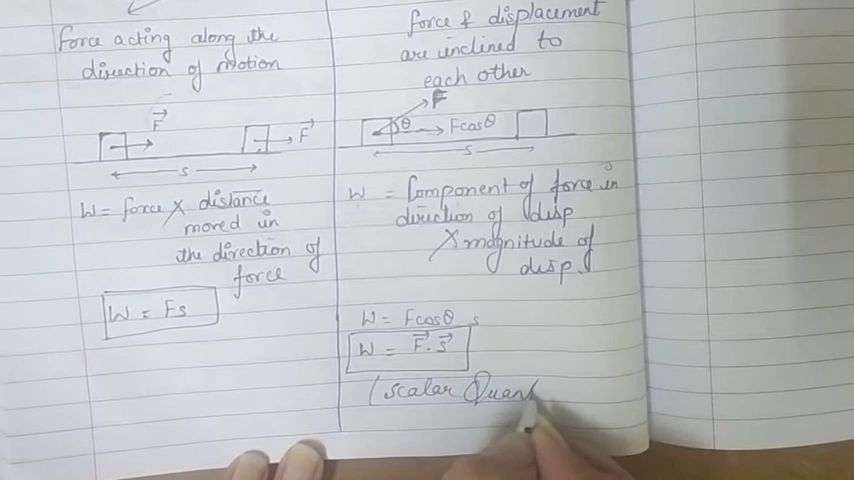 Force acting along the
direction of motion
F F
s
W = force X distance
moved in
the direction of
force
W = Fs
force & displacement
are inclined to
each other
F
θ Fcosθ
s
W = Component of force in
direction of disp
X magnitude of
disp.
W = Fcosθ s
W = F.s
(scalar Quant